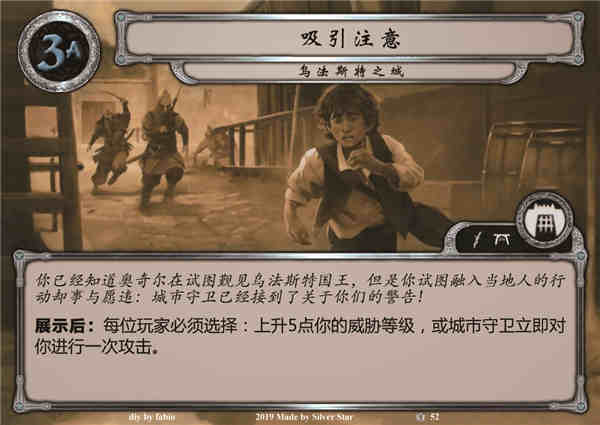 3A
吸引注意
乌法斯特之城
你已经知道奥奇尔在试图觐见乌法斯特国王，但是你试图融入当地人的行
动却事与愿违：城市守卫已经接到了关于你们的警告！
展示后：每位玩家必须选择：上升5点你的威胁等级，或城市守卫立即对
你进行一次攻击。
diy by fabio 2019 Made by Silver Star 52